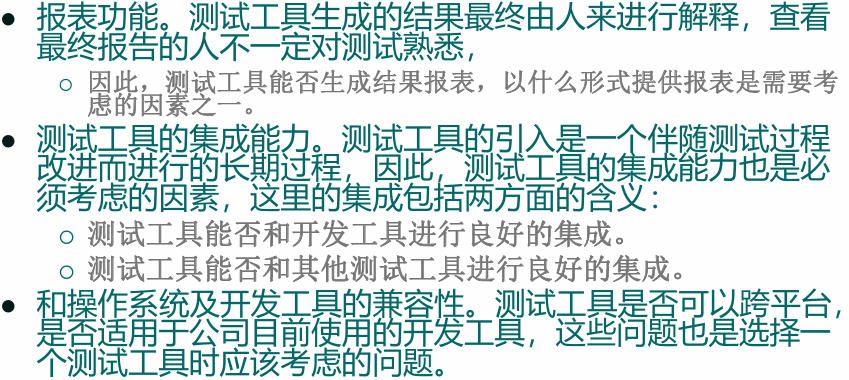 ● 报表功能。测试工具生成的结果最终由人来进行解释，查看
最终报告的人不一定对测试熟悉，
○ 因此，测试工具能否生成结果报表，以什么形式提供报表是需要考
虑的因素之一。
● 测试工具的集成能力。测试工具的引入是一个伴随测试过程
改进而进行的长期过程，因此，测试工具的集成能力也是必
须考虑的因素，这里的集成包括两方面的含义：
○ 测试工具能否和开发工具进行良好的集成。
○ 测试工具能否和其他测试工具进行良好的集成。
● 和操作系统及开发工具的兼容性。测试工具是否可以跨平台，
是否适用于公司目前使用的开发工具，这些问题也是选择一
个测试工具时应该考虑的问题。